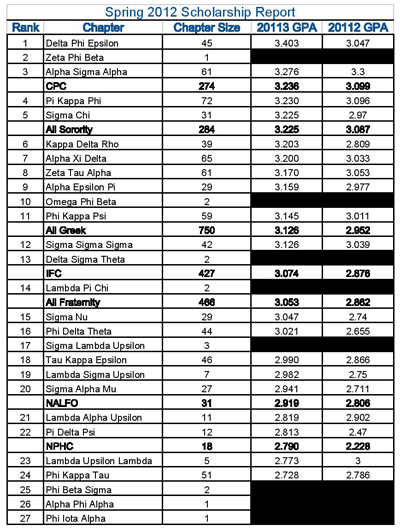 Spring 2012 Scholarship Report
Rank Chapter Chapter Size 20113 GPA 20112 GPA
1 Delta Phi Epsilon 45 3.403 3.047
2 Zeta Phi Beta 1
3 Alpha Sigma Alpha 61 3.276 3.3
CPC 274 3.236 3.099
4 Pi Kappa Phi 72 3.230 3.096
5 Sigma Chi 31 3.225 2.97
All Sorority 284 3.225 3.087
6 Kappa Delta Rho 39 3.203 2.809
7 Alpha Xi Delta 65 3.200 3.033
8 Zeta Tau Alpha 61 3.170 3.053
9 Alpha Epsilon Pi 29 3.159 2.977
10 Omega Phi Beta 2
11 Phi Kappa Psi 59 3.145 3.011
All Greek 750 3.126 2.952
12 Sigma Sigma Sigma 42 3.126 3.039
13 Delta Sigma Theta 2
IFC 427 3.074 2.876
14 Lambda Pi Chi 2
All Fraternity 466 3.053 2.862
15 Sigma Nu 29 3.047 2.74
16 Phi Delta Theta 44 3.021 2.655
17 Sigma Lambda Upsilon 3
18 Tau Kappa Epsilon 46 2.990 2.866
19 Lambda Sigma Upsilon 7 2.982 2.75
20 Sigma Alpha Mu 27 2.941 2.711
NALFO 31 2.919 2.806
21 Lambda Alpha Upsilon 11 2.819 2.902
22 Pi Delta Psi 12 2.813 2.47
NPHC 18 2.790 2.228
23 Lambda Upsilon Lambda 5 2.773 3
24 Phi Kappa Tau 51 2.728 2.786
25 Phi Beta Sigma 2
26 Alpha Phi Alpha 1
27 Phi Iota Alpha 1